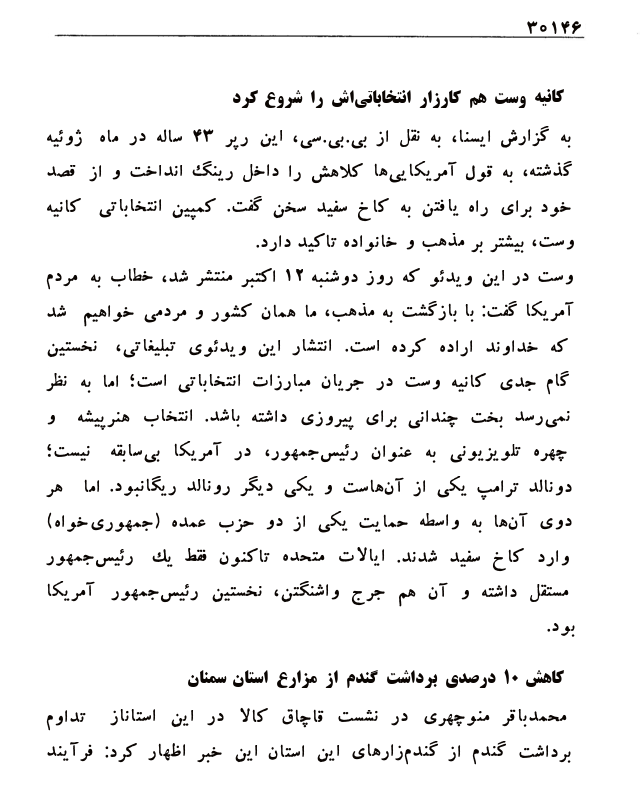 ۳۰۱۴۶
کانیه وست هم کارزار انتخاباتی‌اش را شروع کرد
به گزارش ایسنا، به نقل از بی.بی.سی، این رپر ۴۳ ساله در ماه ژوئیه
گذشته، به قول آمریکایی‌ها کلاهش را داخل رینگ انداخت و از قصد
خود برای راه یافتن به کاخ سفید سخن گفت. کمپین انتخاباتی کانیه
وست، بیشتر بر مذهب و خانواده تاکید دارد.
وست در این ویدئو که روز دوشنبه ۱۲ اکتبر منتشر شد، خطاب به مردم
آمریکا گفت: با بازگشت به مذهب، ما همان کشور و مردمی خواهیم شد
که خداوند اراده کرده است. انتشار این ویدئوی تبلیغاتی، نخستین
گام جدی کانیه وست در جریان مبارزات انتخاباتی است؛ اما به نظر
نمی‌رسد بخت چندانی برای پیروزی داشته باشد. انتخاب هنرپیشه و
چهره تلویزیونی به عنوان رئیس‌جمهور، در آمریکا بی‌سابقه نیست؛
دونالد ترامپ یکی از آن‌هاست و یکی دیگر رونالد ریگانبود. اما هر
دوی آن‌ها به واسطه حمایت یکی از دو حزب عمده (جمهوری‌خواه)
وارد کاخ سفید شدند. ایالات متحده تاکنون فقط یك رئیس‌جمهور
مستقل داشته و آن هم جرج واشنگتن، نخستین رئیس‌جمهور آمریکا
بود.
کاهش ۱۰ درصدی برداشت گندم از مزارع استان سمنان
محمدباقر منوچهری در نشست قاچاق کالا در این استاناز تداوم
برداشت گندم از گندم‌زارهای این استان این خبر اظهار کرد: فرآیند